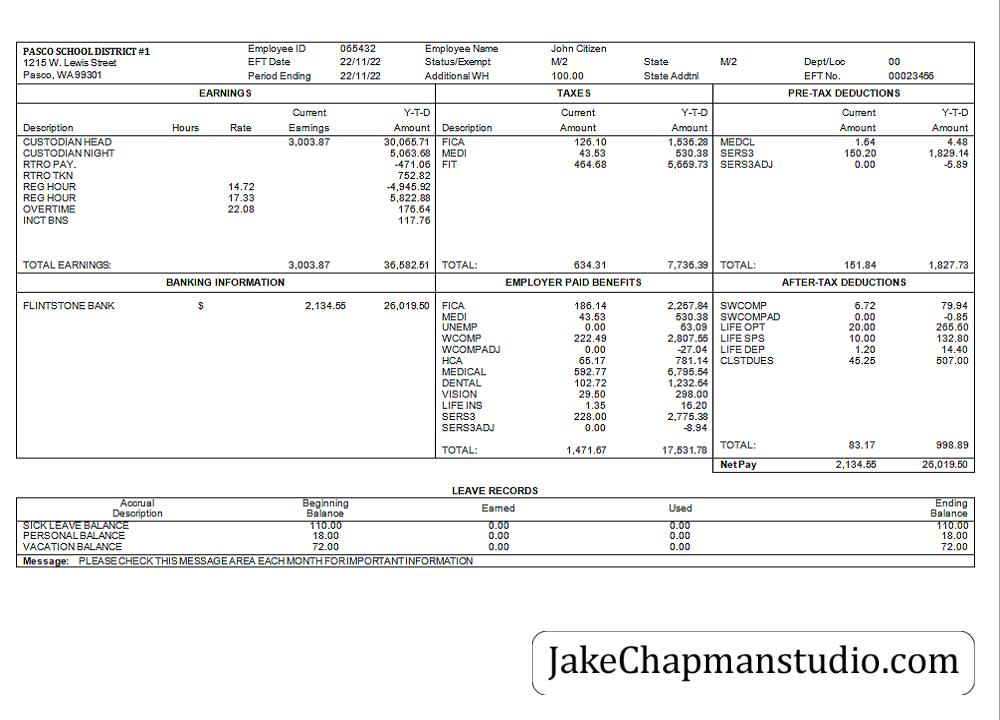 PASCO SCHOOL DISTRICT #1 Employee ID 065432 Employee Name John Citizen
1215 W. Lewis Street EFT Date 22/11/22 Status/Exempt M/2 State M/2 Dept/Loc 00
Pasco, WA 99301 Period Ending 22/11/22 Additional WH 100.00 State Addtnl EFT No. 00023456
EARNINGS TAXES PRE-TAX DEDUCTIONS
Current Y-T-D Current Y-T-D Current Y-T-D
Description Hours Rate Earnings Amount Description Amount Amount Amount Amount
CUSTODIAN HEAD 3,003.87 30,065.71 FICA 126.10 1,536.28 MEDCL 1.64 4.48
CUSTODIAN NIGHT 5,063.68 MEDI 43.53 530.38 SERS3 150.20 1,829.14
RTRO PAY. -471.06 FIT 464.68 5,669.73 SERS3ADJ 0.00 -5.89
RTRO TKN 752.82
REG HOUR 14.72 -4,945.92
REG HOUR 17.33 5,822.88
OVERTIME 22.08 176.64
INCT BNS 117.76
TOTAL EARNINGS: 3,003.87 36,582.51 TOTAL: 634.31 7,736.39 TOTAL: 151.84 1,827.73
BANKING INFORMATION EMPLOYER PAID BENEFITS AFTER-TAX DEDUCTIONS
FLINTSTONE BANK $ 2,134.55 26,019.50 FICA 186.14 2,267.84 SWCOMP 6.72 79.94
MEDI 43.53 530.38 SWCOMPAD 0.00 -0.85
UNEMP 0.00 63.09 LIFE OPT 20.00 265.60
WCOMP 222.49 2,807.55 LIFE SPS 10.00 132.80
WCOMPADJ 0.00 -27.04 LIFE DEP 1.20 14.40
HCA 65.17 781.14 CLSTDUES 45.25 507.00
MEDICAL 592.77 6,795.54
DENTAL 102.72 1,232.64
VISION 29.50 298.00
LIFE INS 1.35 16.20
SERS3 228.00 2,775.38
SERS3ADJ 0.00 -8.94
TOTAL: 1,471.67 17,531.78 TOTAL: 83.17 998.89
Net Pay 2,134.55 26,019.50
LEAVE RECORDS
Accrual Beginning Earned Used Ending
Description Balance Balance
SICK LEAVE BALANCE 110.00 0.00 0.00 110.00
PERSONAL BALANCE 18.00 0.00 0.00 18.00
VACATION BALANCE 72.00 0.00 0.00 72.00
Message: PLEASE CHECK THIS MESSAGE AREA EACH MONTH FOR IMPORTANT INFORMATION
JakeChapmanstudio.com